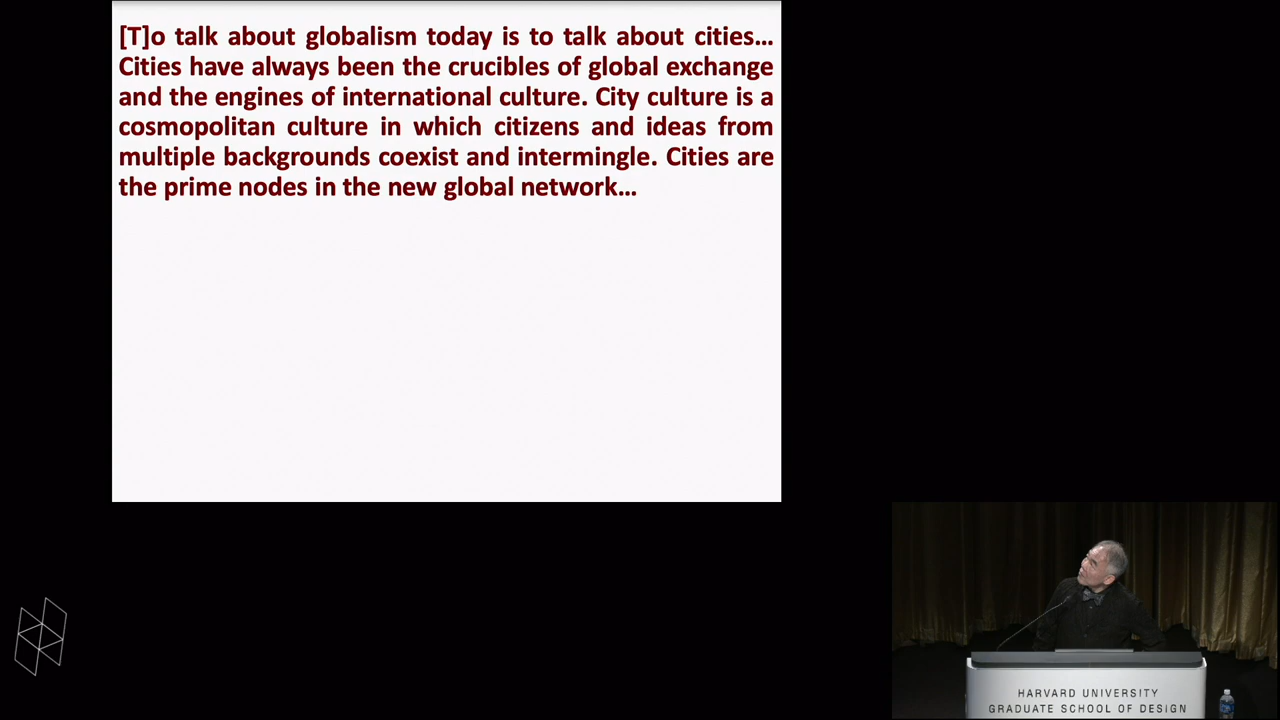 [T]o talk about globalism today is to talk about cities…
Cities have always been the crucibles of global exchange
and the engines of international culture. City culture is a
cosmopolitan culture in which citizens and ideas from
multiple backgrounds coexist and intermingle. Cities are
the prime nodes in the new global network…
HARVARD UNIVERSITY
GRADUATE SCHOOL OF DESIGN